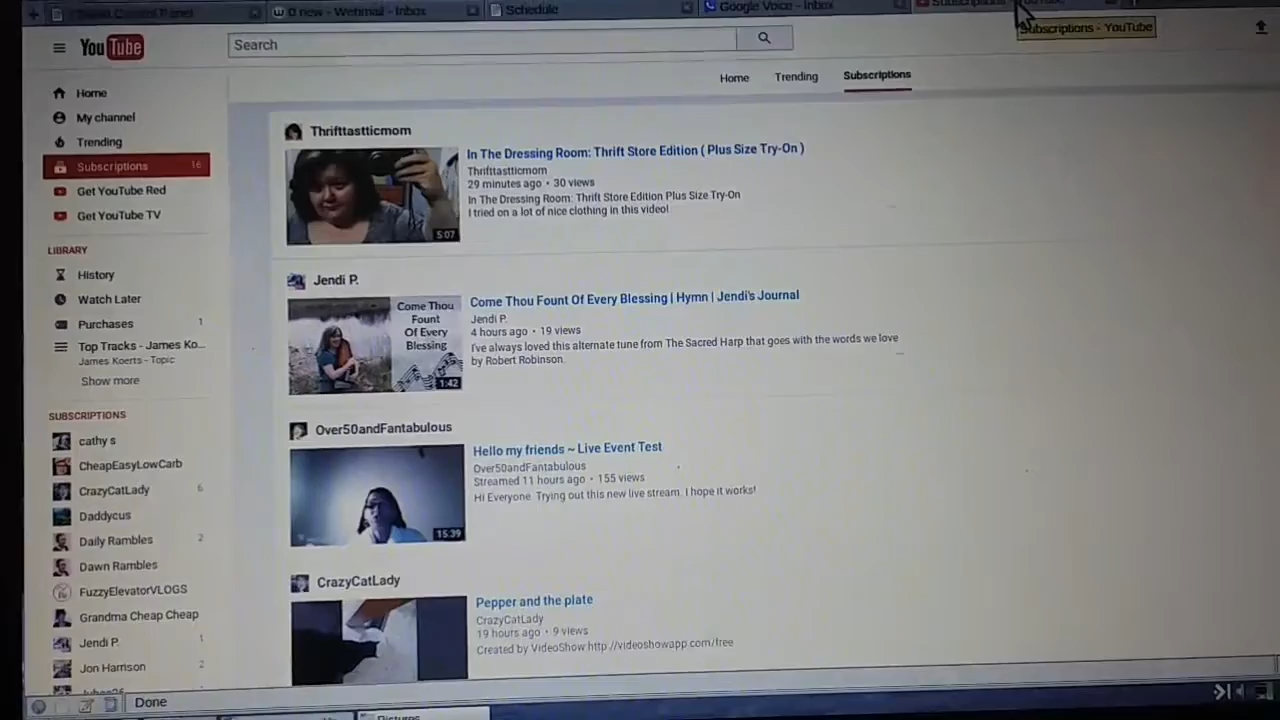 0 new - Webmail - Inbox
Schedule
Google Voice - Inbox
Subscriptions - YouTube
YouTube
Search
Subscriptions - YouTube
Home
Trending
Subscriptions
Home
My channel
Trending
Subscriptions 16
Get YouTube Red
Get YouTube TV
LIBRARY
History
Watch Later
Purchases 1
Top Tracks - James Ko...
James Koerts - Topic
Show more
SUBSCRIPTIONS
cathy s
CheapEasyLowCarb
CrazyCatLady 6
Daddycus
Daily Rambles 2
Dawn Rambles
FuzzyElevatorVLOGS
Grandma Cheap Cheap
Jendi P. 1
Jon Harrison 2
Thrifttastticmom
In The Dressing Room: Thrift Store Edition ( Plus Size Try-On )
Thrifttastticmom
29 minutes ago • 30 views
In The Dressing Room: Thrift Store Edition Plus Size Try-On
I tried on a lot of nice clothing in this video!
5:07
Jendi P.
Come Thou Fount Of Every Blessing | Hymn | Jendi's Journal
Jendi P.
4 hours ago • 19 views
I've always loved this alternate tune from The Sacred Harp that goes with the words we love
by Robert Robinson.
Come Thou
Fount
Of Every
Blessing
1:42
Over50andFantabulous
Hello my friends ~ Live Event Test
Over50andFantabulous
Streamed 11 hours ago • 155 views
Hi Everyone. Trying out this new live stream. I hope it works!
15:39
CrazyCatLady
Pepper and the plate
CrazyCatLady
19 hours ago • 9 views
Created by VideoShow http://videoshowapp.com/free
Done
Pictures